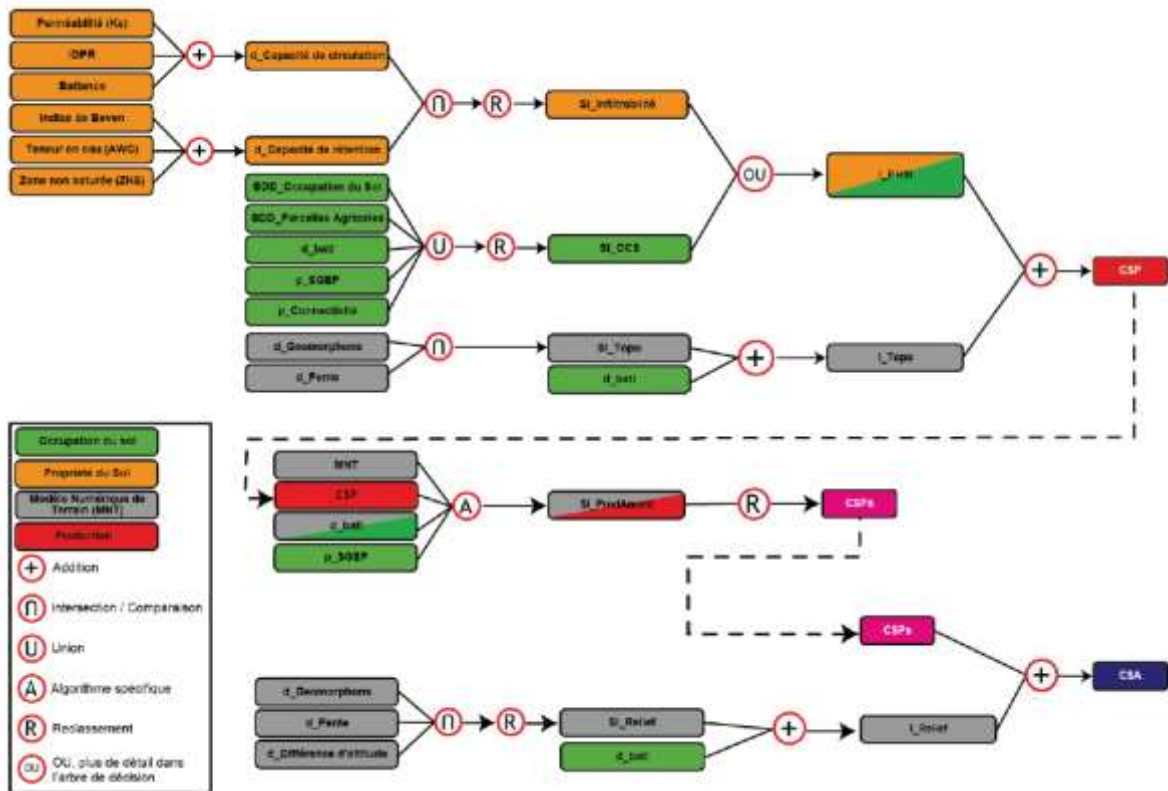 Perméabilité (Ks)
IDPR
Battance
Indice de Beven
Teneur en eau (AWC)
Zone non saturée (ZNS)
+
+
d_Capacité de circulation
d_Capacité de rétention
BDD_Occupation du Sol
BDD_Parcelles Agricoles
d_bati
p_SGBP
p_Connectivité
d_Geomorphons
d_Pente
∩
R
U
R
∩
SI_Infiltrabilité
SI_OCS
SI_Topo
d_bati
OU
+
I_Topo
+
CSP
Occupation du sol
Propriété du Sol
Modèle Numérique de
Terrain (MNT)
Production
+ Addition
∩ Intersection / Comparaison
U Union
A Algorithme spécifique
R Reclassement
OU OU, plus de détail dans
l'arbre de décision
MNT
CSP
d_bati
p_SGBP
A
SI_ProdAmont
R
CSPs
CSPs
d_Geomorphons
d_Pente
d_Différence d'altitude
∩
R
SI_Relief
d_bati
+
I_Relief
+
CSA